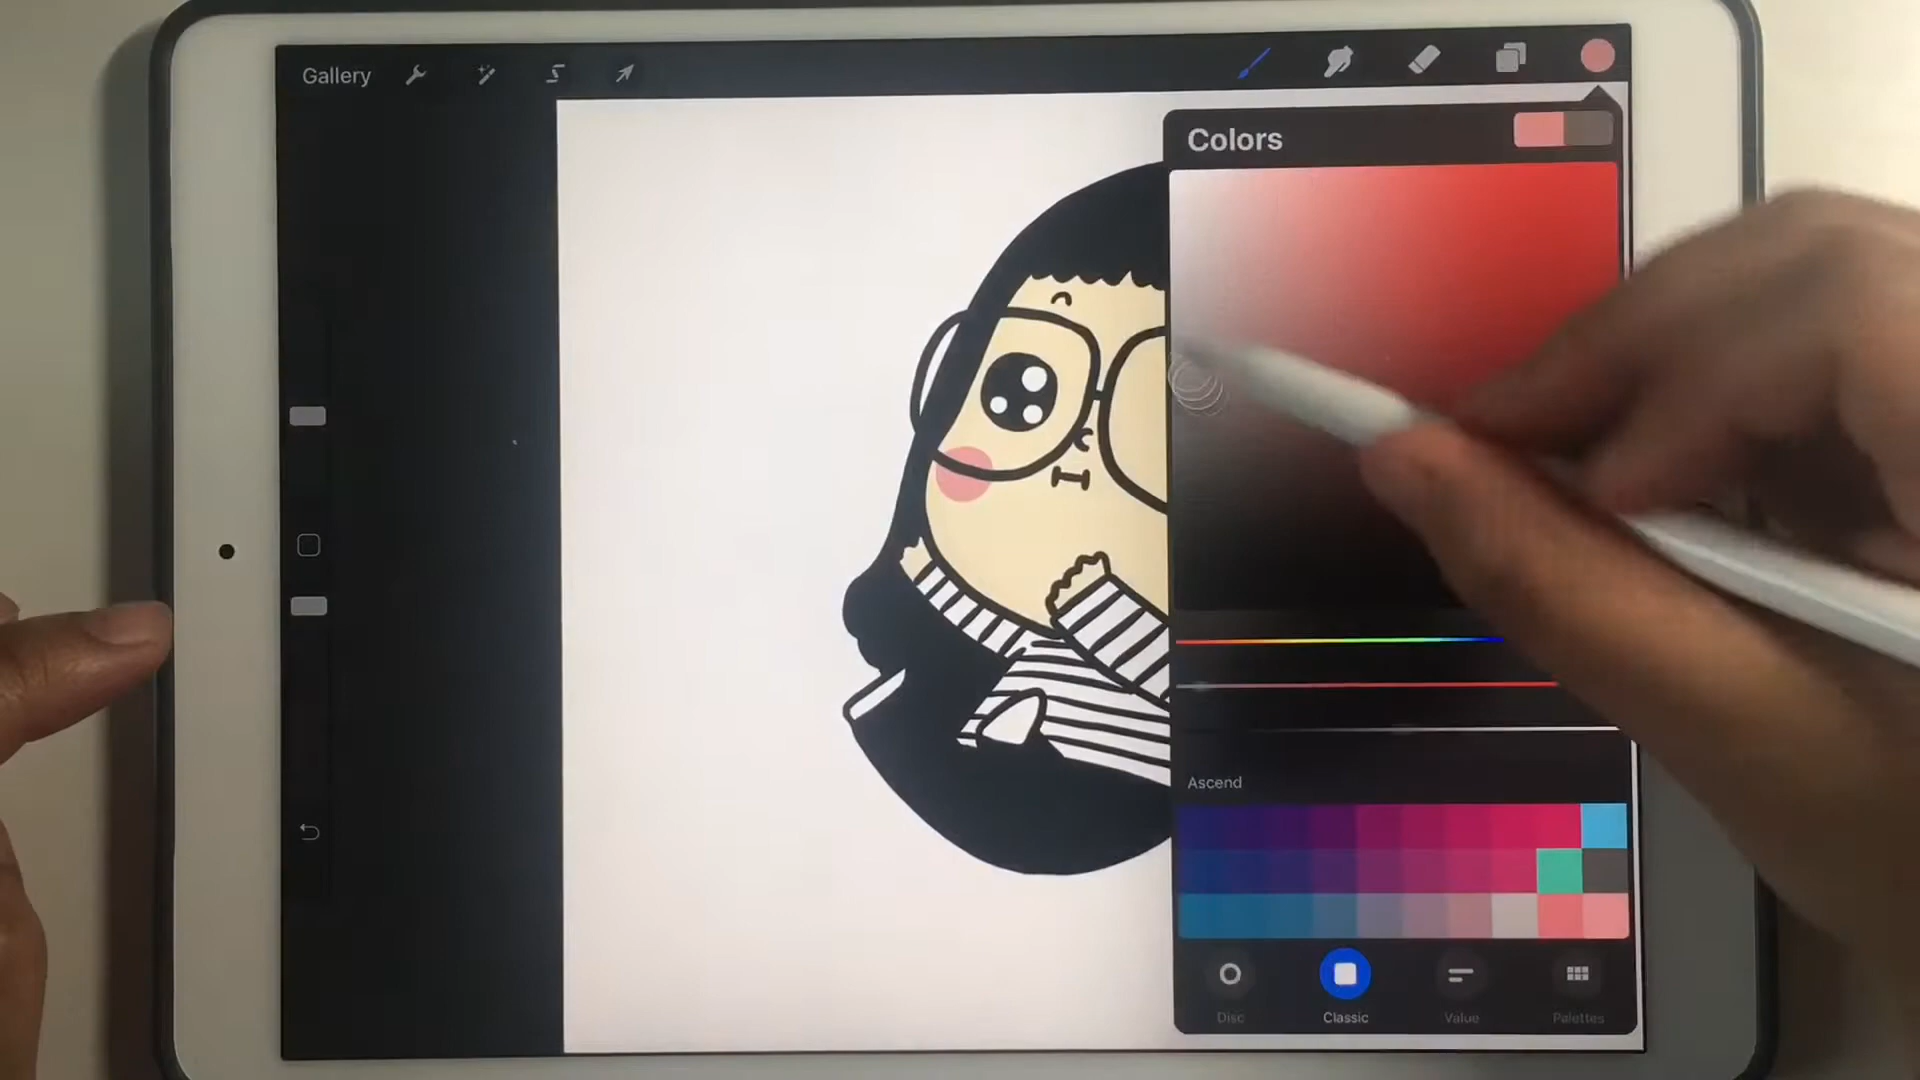 Gallery
Colors
Ascend
Disc
Classic
Value
Palettes